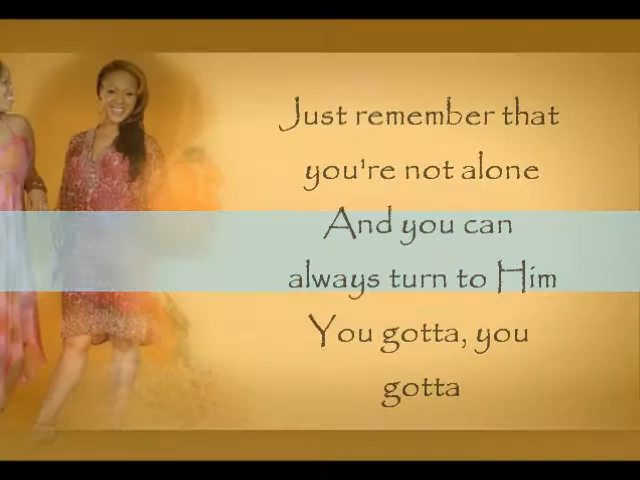 Just remember that
you're not alone
And you can
always turn to Him
You gotta, you
gotta